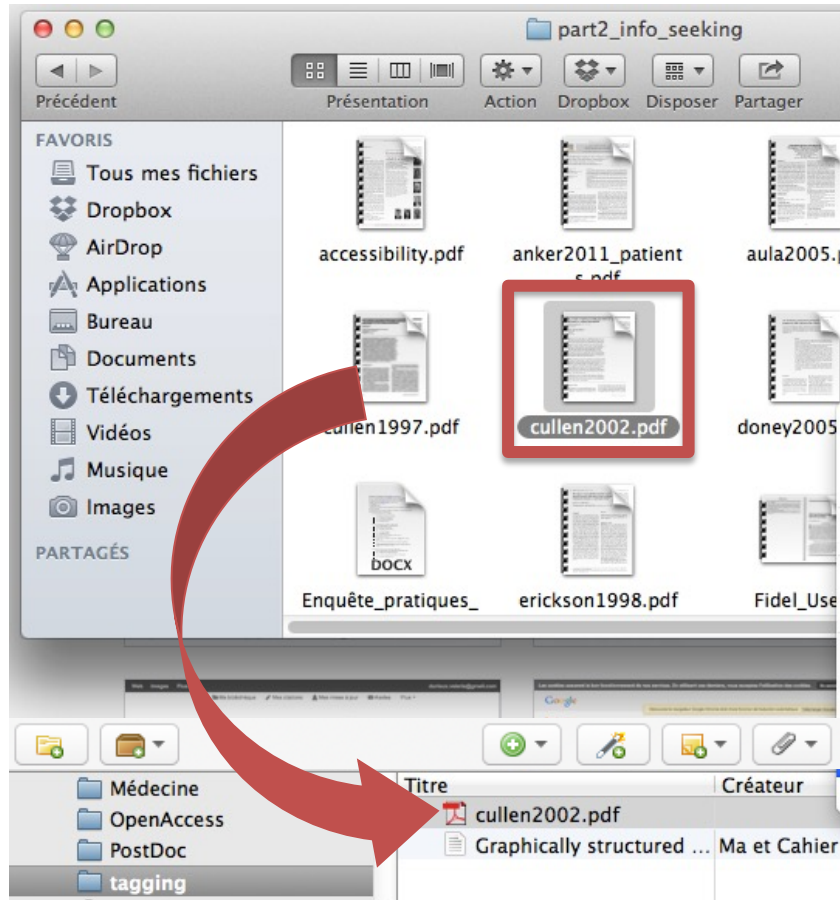 part2_info_seeking
Précédent
Présentation
Action
Dropbox
Disposer
Partager
FAVORIS
Tous mes fichiers
Dropbox
AirDrop
Applications
Bureau
Documents
Téléchargements
Vidéos
Musique
Images
PARTAGÉS
accessibility.pdf
anker2011_patient
s.pdf
aula2005.
cullen1997.pdf
cullen2002.pdf
doney2005
DOCX
Enquête_pratiques_
erickson1998.pdf
Fidel_Use
Google
Médecine
OpenAccess
PostDoc
tagging
Titre
Créateur
cullen2002.pdf
Graphically structured ...
Ma et Cahier